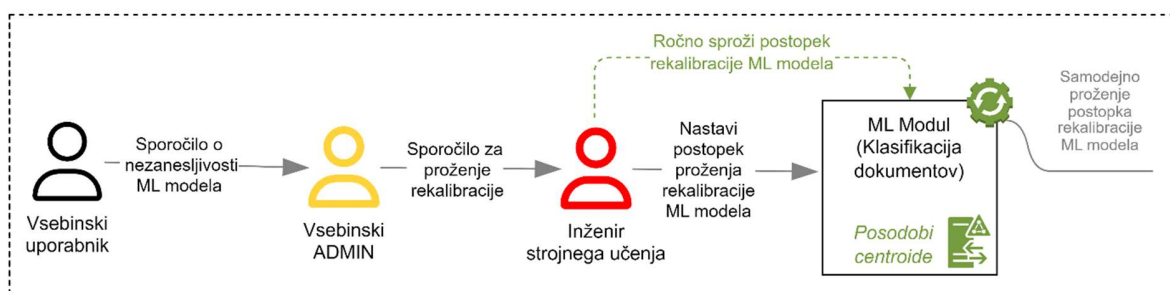 Ročno sproži postopek
rekalibracije ML modela
Sporočilo o
nezanesljivosti
ML modela
Vsebinski
uporabnik
Sporočilo za
proženje
rekalibracije
Vsebinski
ADMIN
Nastavi
postopek
proženja
rekalibracije
ML modela
Inženir
strojnega učenja
ML Modul
(Klasifikacija
dokumentov)
Posodobi
centroide
Samodejno
proženje
postopka
rekalibracije
ML modela